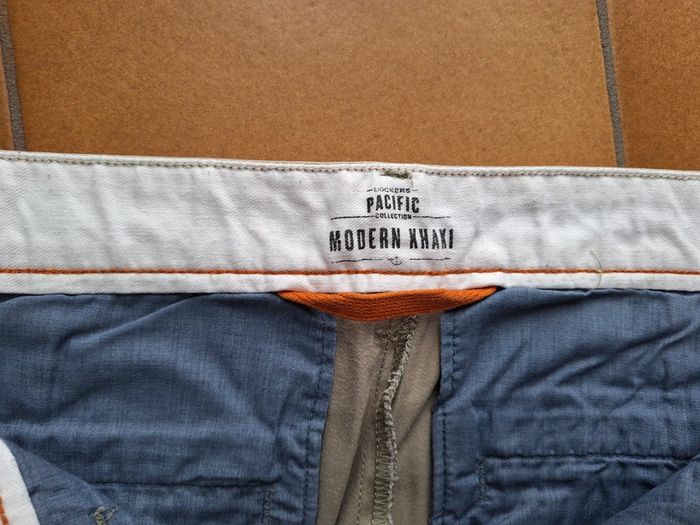 DOCKERS
PACIFIC
COLLECTION
MODERN KHAKI